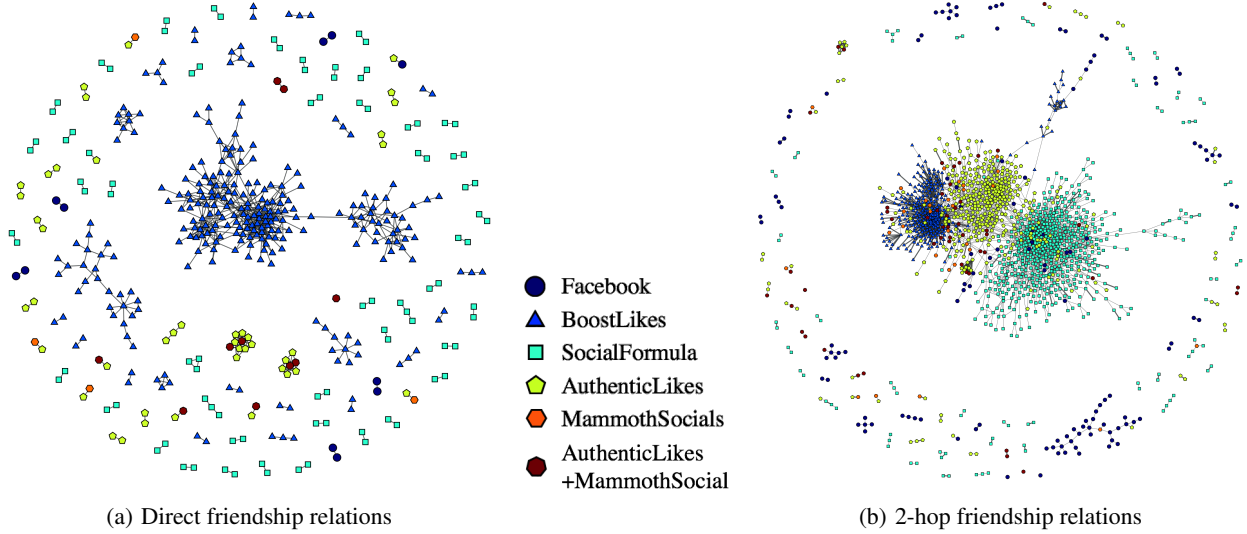 Facebook
BoostLikes
SocialFormula
AuthenticLikes
MammothSocials
AuthenticLikes
+MammothSocial
(a) Direct friendship relations
(b) 2-hop friendship relations